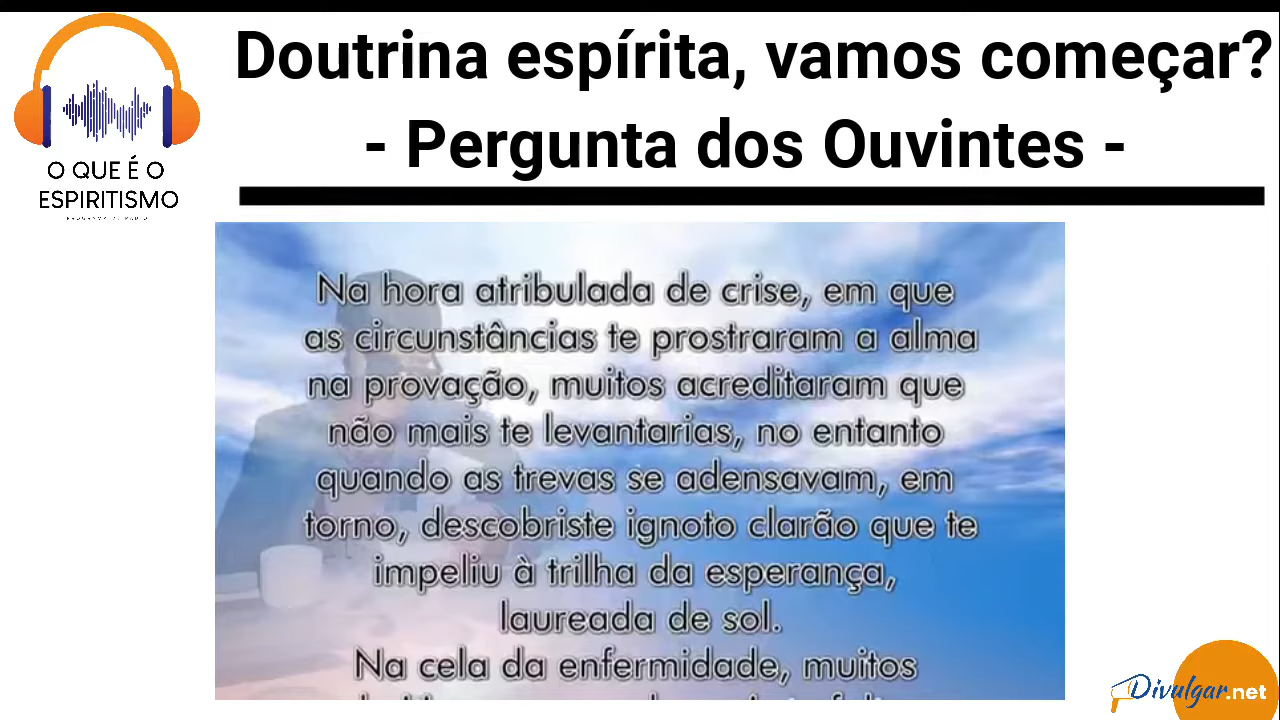 Doutrina espírita, vamos começar?
- Pergunta dos Ouvintes -
O QUE É O
ESPIRITISMO
Na hora atribulada de crise, em que
as circunstâncias te prostraram a alma
na provação, muitos acreditaram que
não mais te levantarias, no entanto
quando as trevas se adensavam, em
torno, descobriste ignoto clarão que te
impeliu à trilha da esperança,
laureada de sol.
Na cela da enfermidade, muitos
Divulgar.net